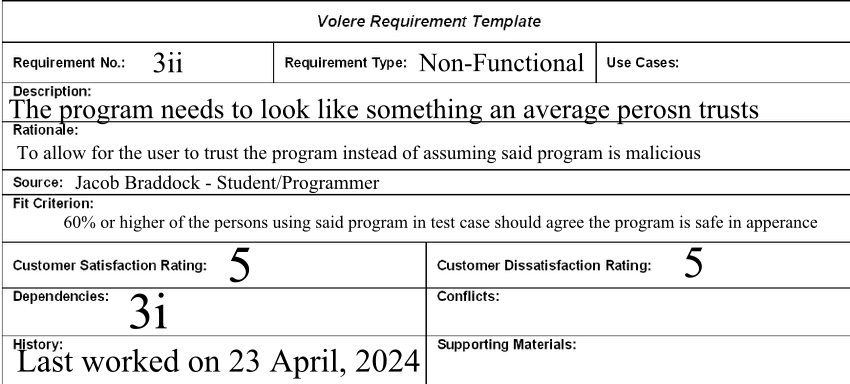 Volere Requirement Template
Requirement No.: 3ii Requirement Type: Non-Functional Use Cases:
Description:
The program needs to look like something an average perosn trusts
Rationale:
To allow for the user to trust the program instead of assuming said program is malicious
Source: Jacob Braddock - Student/Programmer
Fit Criterion:
60% or higher of the persons using said program in test case should agree the program is safe in apperance
Customer Satisfaction Rating: 5 Customer Dissatisfaction Rating: 5
Dependencies: 3i Conflicts:
History: Supporting Materials:
Last worked on 23 April, 2024